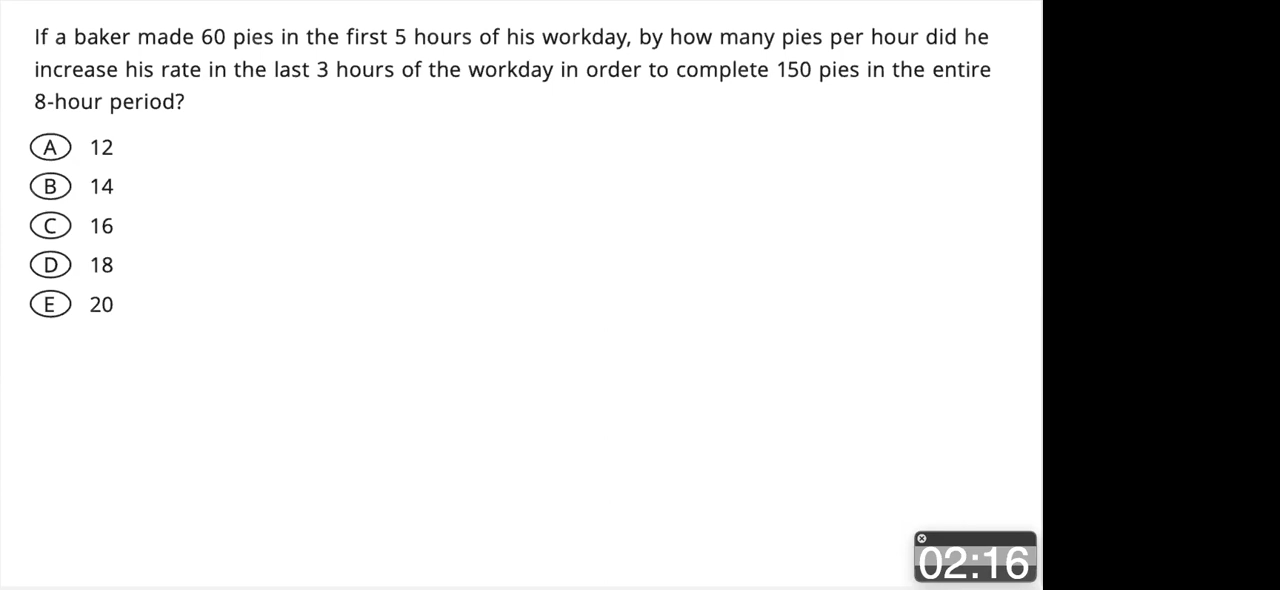 If a baker made 60 pies in the first 5 hours of his workday, by how many pies per hour did he
increase his rate in the last 3 hours of the workday in order to complete 150 pies in the entire
8-hour period?
A 12
B 14
C 16
D 18
E 20
02:16